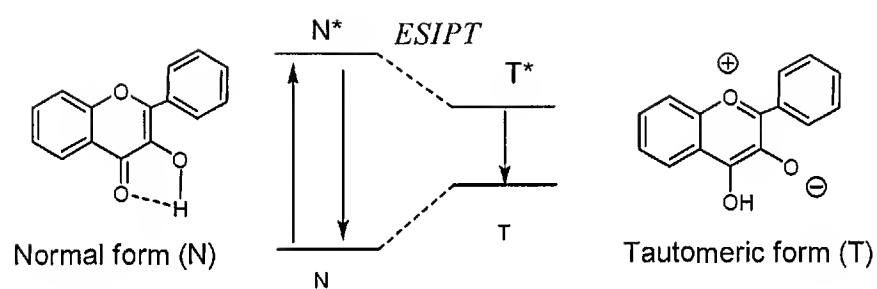 N*
ESIPT
T*
O
O
O
H
N
T
Normal form (N)
⊕
O
O
⊖
OH
Tautomeric form (T)